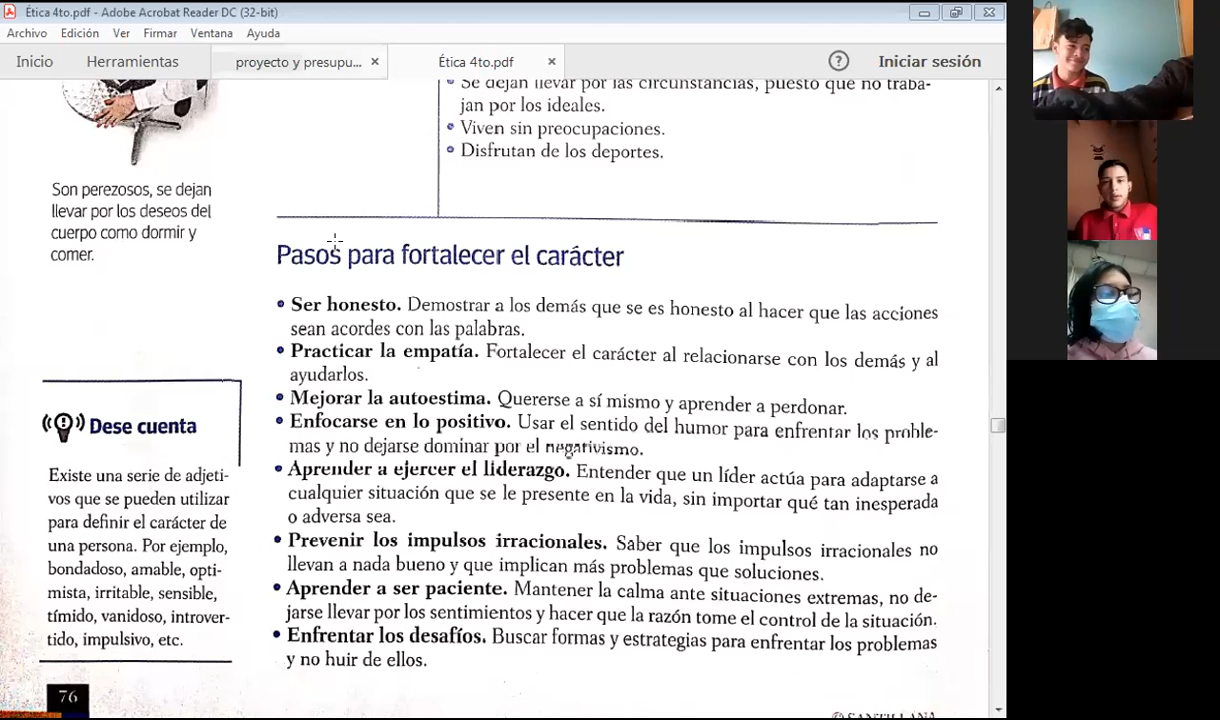 Ética 4to.pdf - Adobe Acrobat Reader DC (32-bit)
Archivo Edición Ver Firmar Ventana Ayuda
Inicio Herramientas proyecto y presupu... × Ética 4to.pdf × ? Iniciar sesión
• Se dejan llevar por las circunstancias, puesto que no traba-
jan por los ideales.
• Viven sin preocupaciones.
• Disfrutan de los deportes.
Son perezosos, se dejan
llevar por los deseos del
cuerpo como dormir y
comer.
Pasos para fortalecer el carácter
• Ser honesto. Demostrar a los demás que se es honesto al hacer que las acciones
sean acordes con las palabras.
• Practicar la empatía. Fortalecer el carácter al relacionarse con los demás y al
ayudarlos.
• Mejorar la autoestima. Quererse a sí mismo y aprender a perdonar.
• Enfocarse en lo positivo. Usar el sentido del humor para enfrentar los proble-
mas y no dejarse dominar por el negativismo.
• Aprender a ejercer el liderazgo. Entender que un líder actúa para adaptarse a
cualquier situación que se le presente en la vida, sin importar qué tan inesperada
o adversa sea.
• Prevenir los impulsos irracionales. Saber que los impulsos irracionales no
llevan a nada bueno y que implican más problemas que soluciones.
• Aprender a ser paciente. Mantener la calma ante situaciones extremas, no de-
jarse llevar por los sentimientos y hacer que la razón tome el control de la situación.
• Enfrentar los desafíos. Buscar formas y estrategias para enfrentar los problemas
y no huir de ellos.
Dese cuenta
Existe una serie de adjeti-
vos que se pueden utilizar
para definir el carácter de
una persona. Por ejemplo,
bondadoso, amable, opti-
mista, irritable, sensible,
tímido, vanidoso, introver-
tido, impulsivo, etc.
76
© SANTILLANA